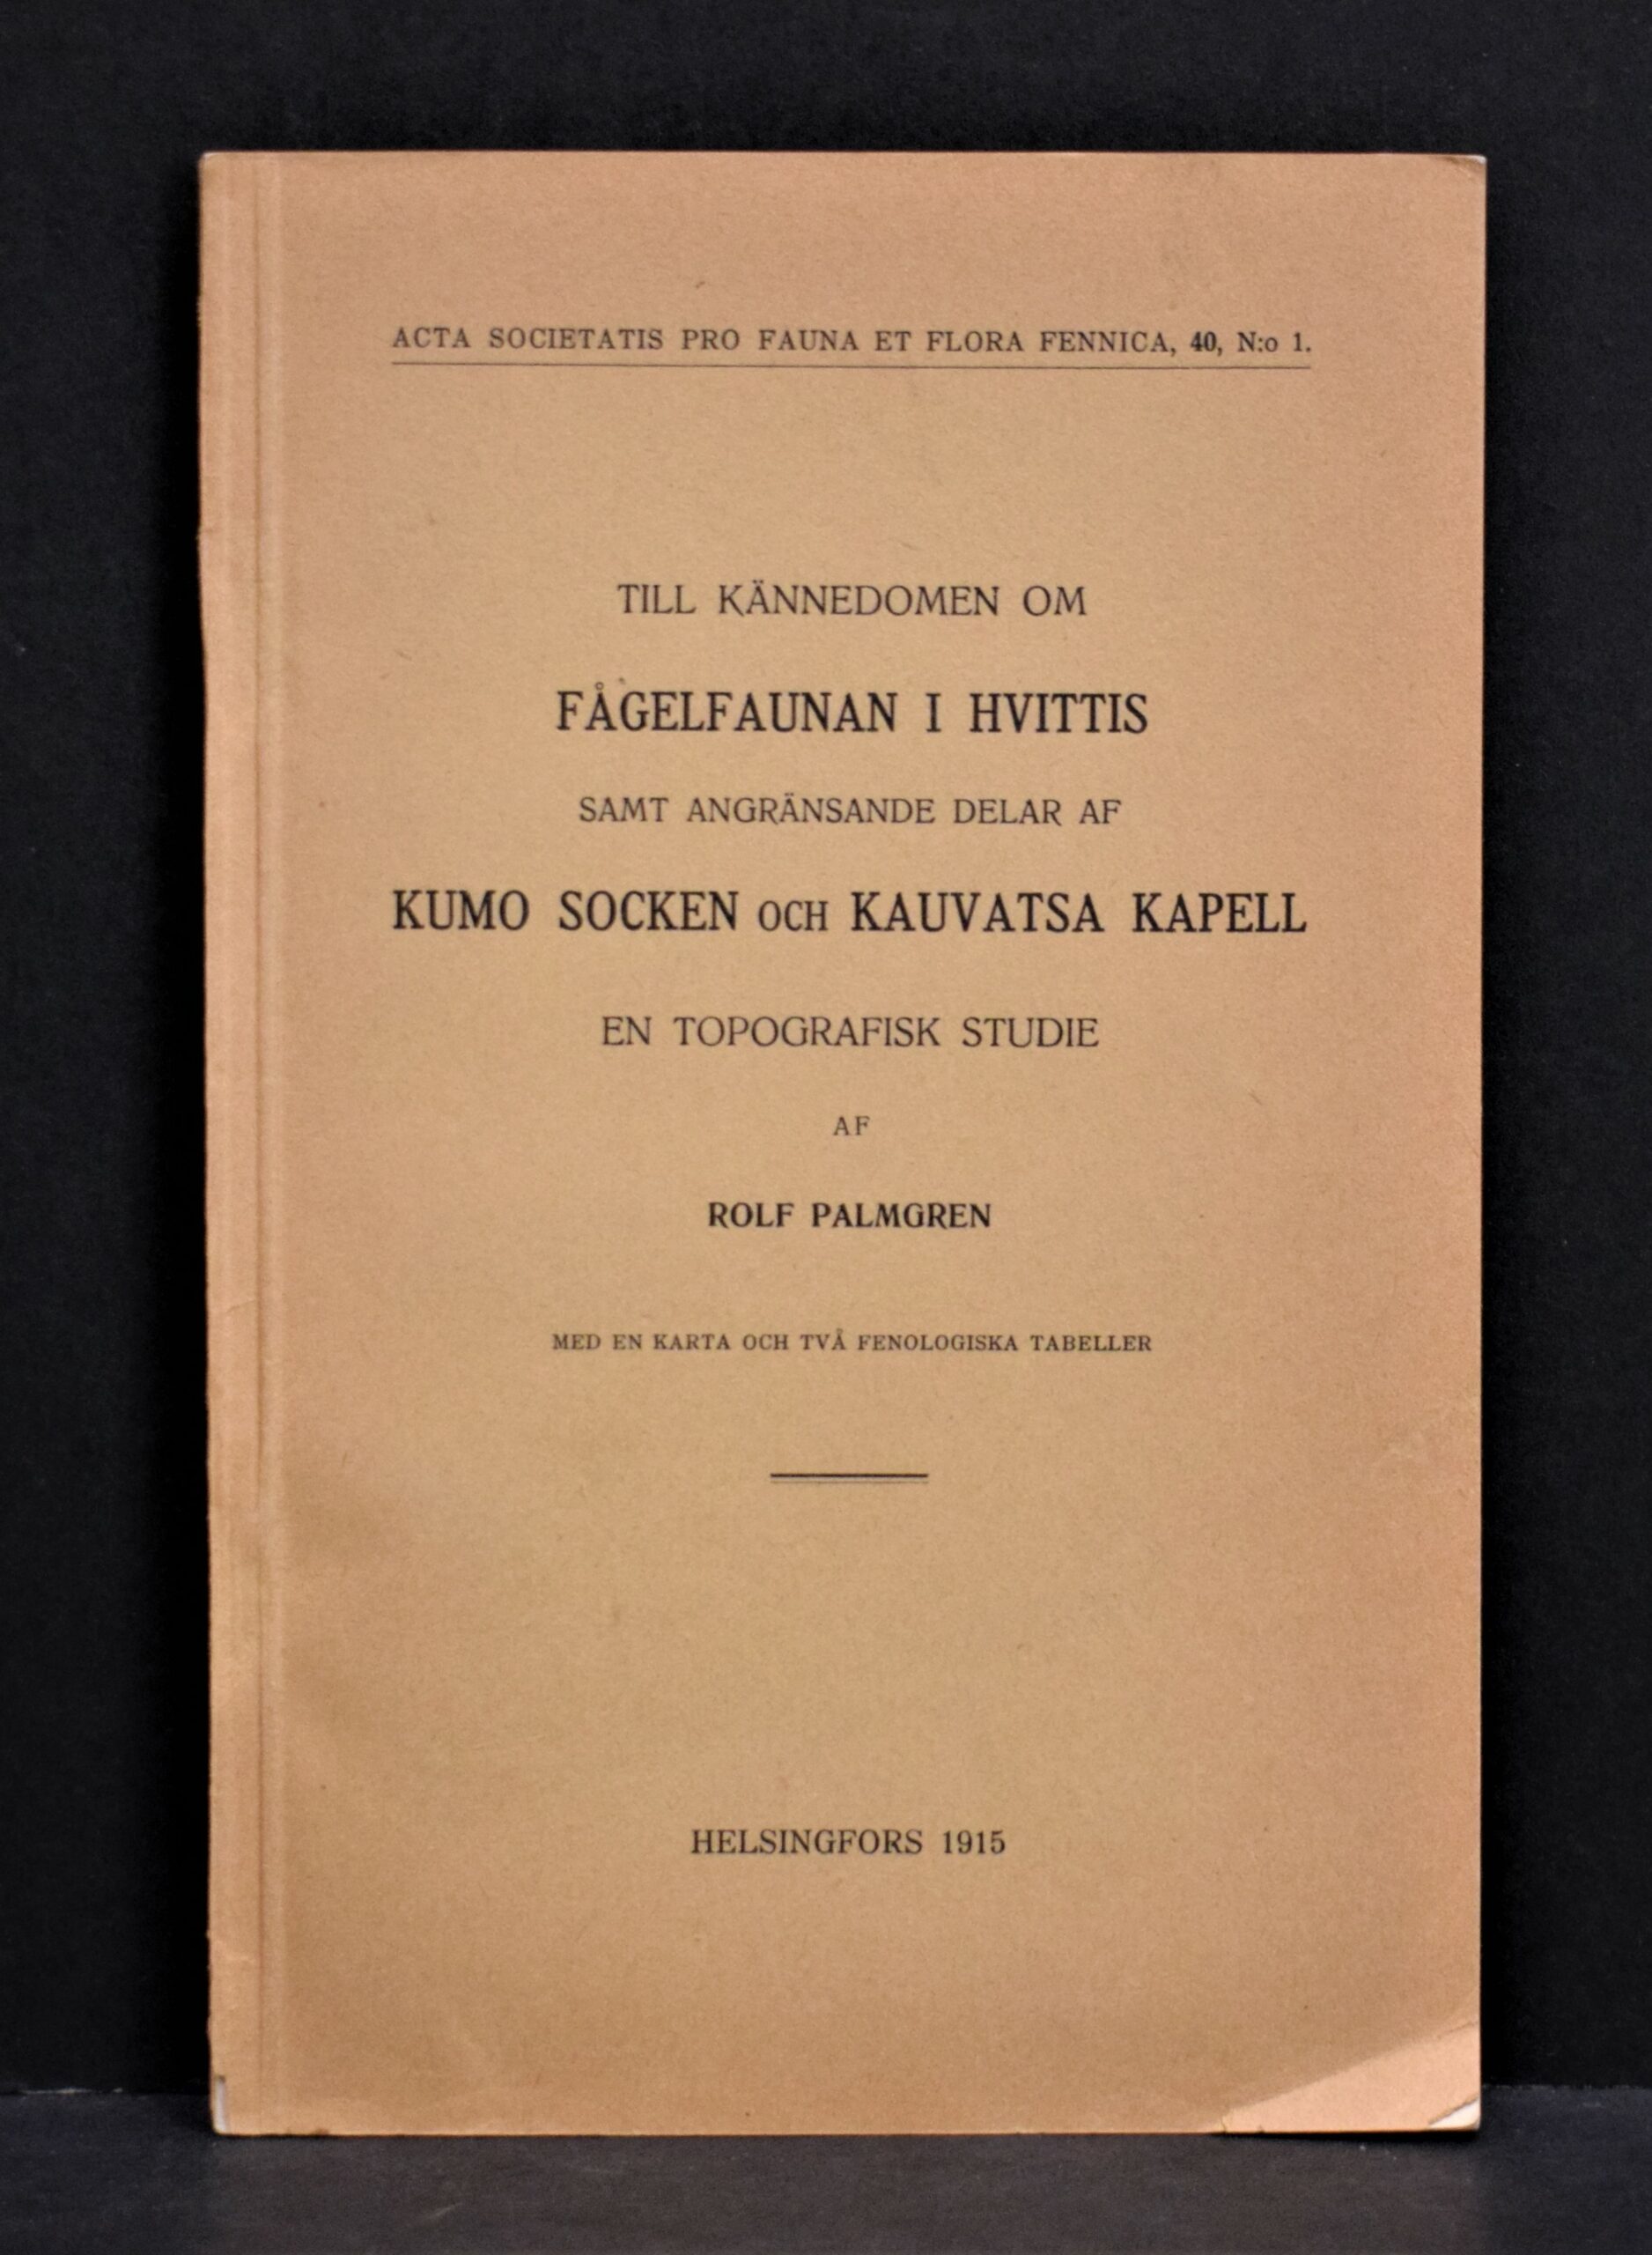 ACTA SOCIETATIS PRO FAUNA ET FLORA FENNICA, 40, N:o 1.
TILL KÄNNEDOMEN OM
FÅGELFAUNAN I HVITTIS
SAMT ANGRÄNSANDE DELAR AF
KUMO SOCKEN OCH KAUVATSA KAPELL
EN TOPOGRAFISK STUDIE
AF
ROLF PALMGREN
MED EN KARTA OCH TVÅ FENOLOGISKA TABELLER
HELSINGFORS 1915